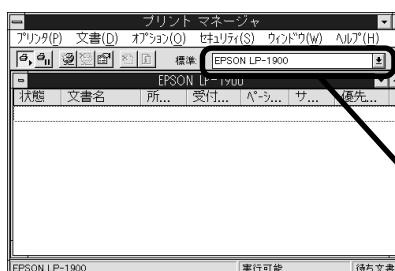 プリント マネージャ
プリンタ(P) 文書(D) オプション(O) セキュリティ(S) ウィンドウ(W) ヘルプ(H)
標準: EPSON LP-1900
EPSON LP-1900
状態 文書名 所... 受付... ページ... サ... 優先...
EPSON LP-1900 実行可能 待ち文書